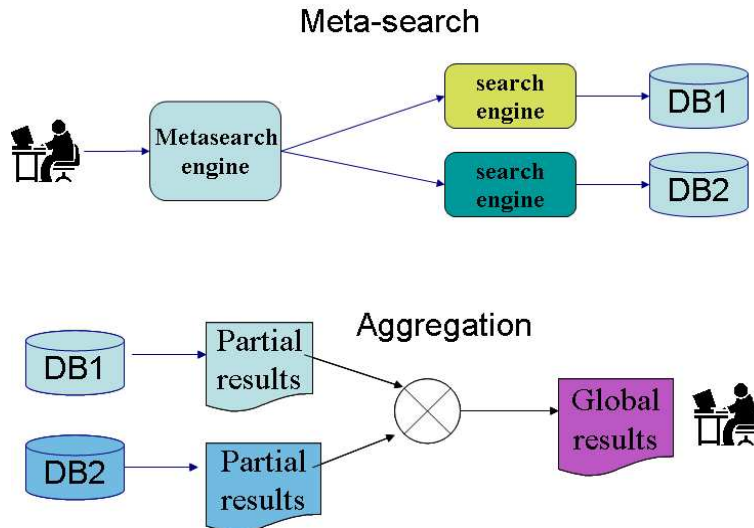 Meta-search
Metasearch
engine
search
engine
DB1
search
engine
DB2
Aggregation
DB1
Partial
results
Global
results
DB2
Partial
results